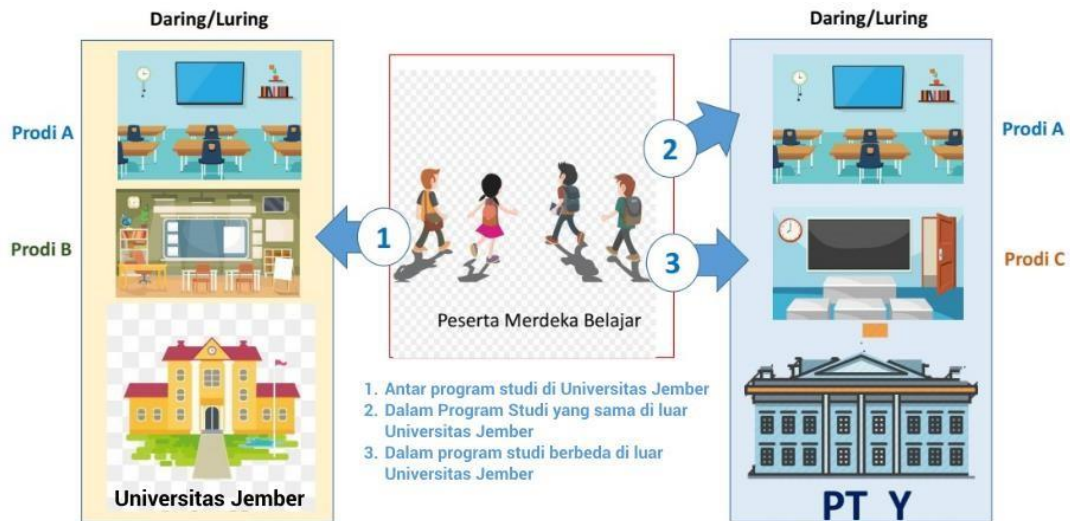 Daring/Luring
Prodi A
Prodi B
Universitas Jember
1
2
3
Peserta Merdeka Belajar
1. Antar program studi di Universitas Jember
2. Dalam Program Studi yang sama di luar
Universitas Jember
3. Dalam program studi berbeda di luar
Universitas Jember
Daring/Luring
Prodi A
Prodi C
PT Y